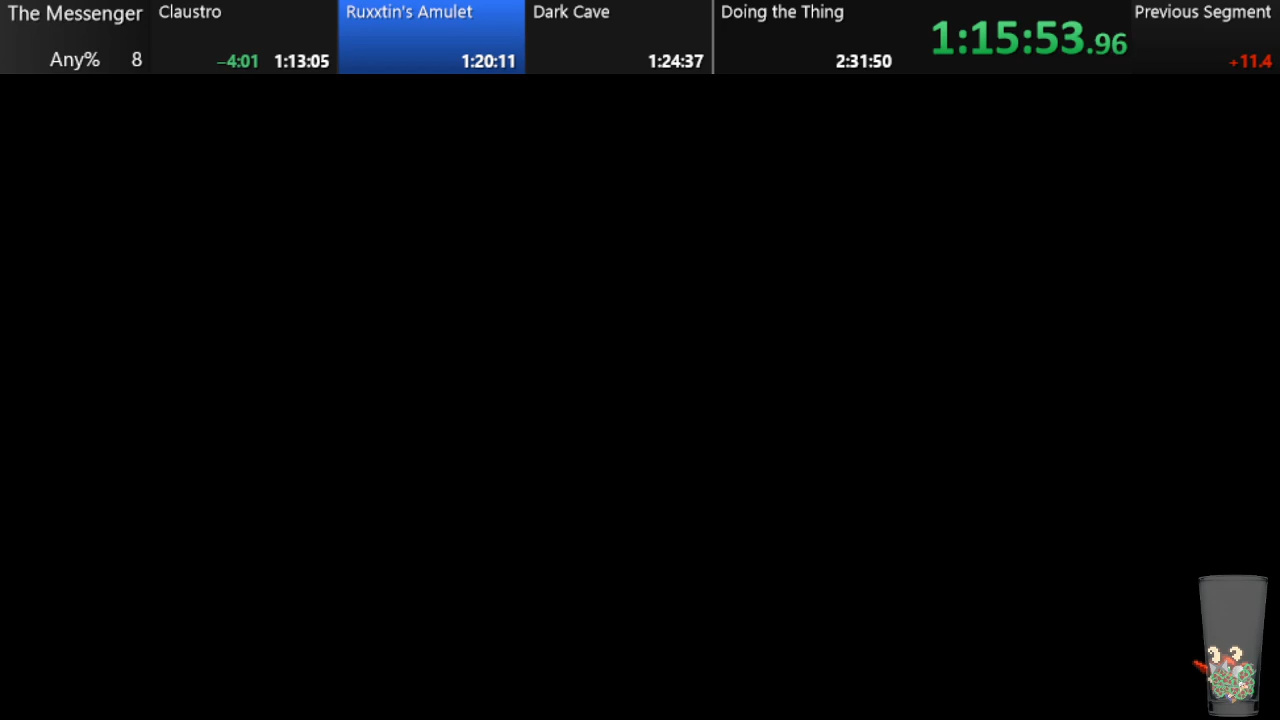 The Messenger
Any% 8
Claustro
−4:01 1:13:05
Ruxxtin's Amulet
1:20:11
Dark Cave
1:24:37
Doing the Thing
2:31:50
1:15:53.96
Previous Segment
+11.4